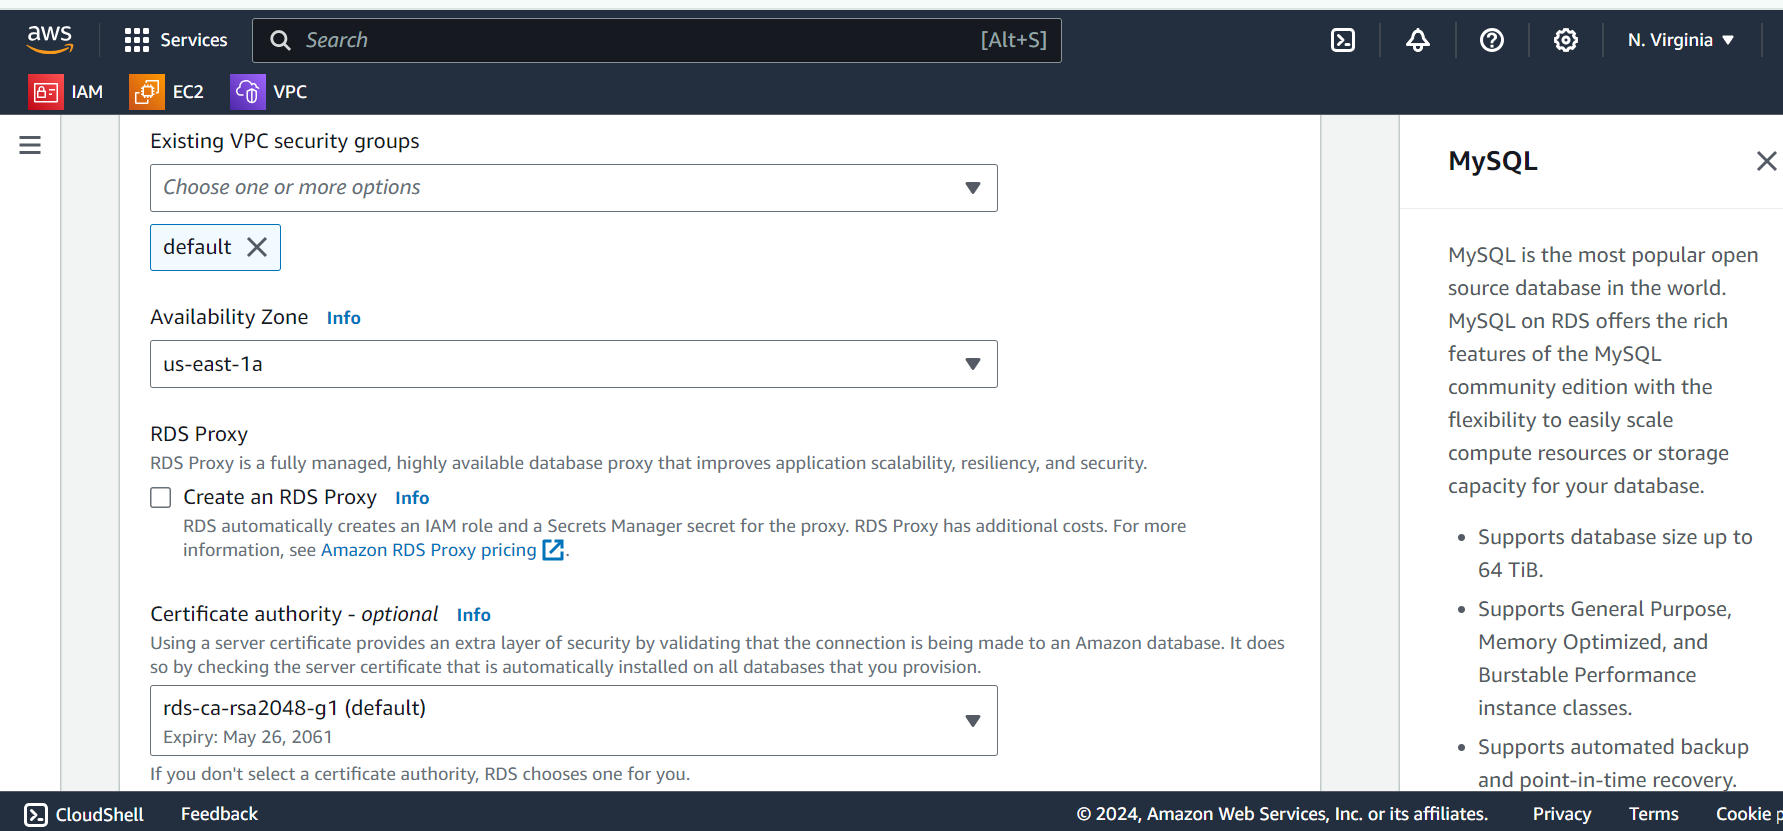 aws
Services
Search
[Alt+S]
N. Virginia
IAM
EC2
VPC
Existing VPC security groups
Choose one or more options
default
Availability Zone Info
us-east-1a
RDS Proxy
RDS Proxy is a fully managed, highly available database proxy that improves application scalability, resiliency, and security.
Create an RDS Proxy Info
RDS automatically creates an IAM role and a Secrets Manager secret for the proxy. RDS Proxy has additional costs. For more
information, see Amazon RDS Proxy pricing.
Certificate authority - optional Info
Using a server certificate provides an extra layer of security by validating that the connection is being made to an Amazon database. It does
so by checking the server certificate that is automatically installed on all databases that you provision.
rds-ca-rsa2048-g1 (default)
Expiry: May 26, 2061
If you don't select a certificate authority, RDS chooses one for you.
MySQL
MySQL is the most popular open
source database in the world.
MySQL on RDS offers the rich
features of the MySQL
community edition with the
flexibility to easily scale
compute resources or storage
capacity for your database.
• Supports database size up to
64 TiB.
• Supports General Purpose,
Memory Optimized, and
Burstable Performance
instance classes.
• Supports automated backup
and point-in-time recovery.
CloudShell
Feedback
© 2024, Amazon Web Services, Inc. or its affiliates.
Privacy
Terms
Cookie p